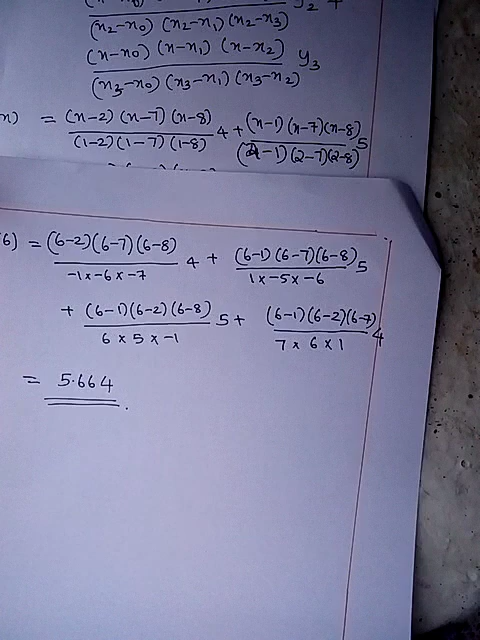 (x2-x0) (x2-x1) (x2-x3) y2 +
(x-x0) (x-x1) (x-x2) y3
(x3-x0) (x3-x1) (x3-x2)
x) = (x-2) (x-7) (x-8) 4 + (x-1) (x-7)(x-8) 5
(1-2)(1-7)(1-8) (2-1)(2-7)(2-8)
6) = (6-2)(6-7)(6-8) 4 + (6-1)(6-7)(6-8) 5
-1x-6x-7 1x-5x-6
+ (6-1)(6-2)(6-8) 5 + (6-1)(6-2)(6-7) 4
6 x 5 x -1 7 x 6 x 1
= 5.664.